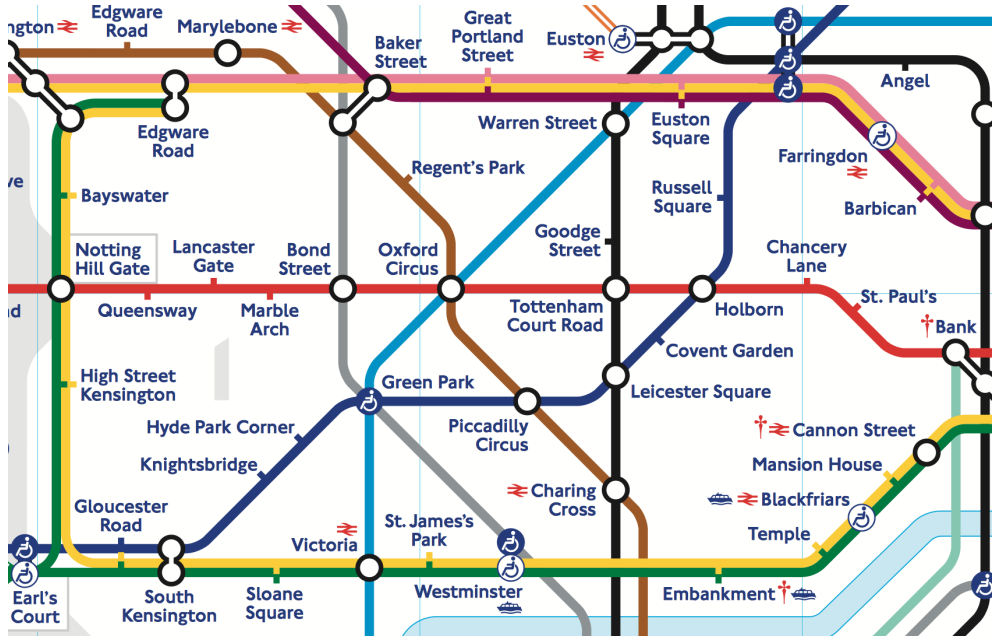 ngton
Edgware
Road
Marylebone
Baker
Street
Great
Portland
Street
Euston
Angel
Edgware
Road
Warren Street
Euston
Square
Farringdon
Regent's Park
Bayswater
Russell
Square
Barbican
Notting
Hill Gate
Lancaster
Gate
Bond
Street
Oxford
Circus
Goodge
Street
Chancery
Lane
Queensway
Marble
Arch
Tottenham
Court Road
Holborn
St. Paul's
Bank
Covent Garden
High Street
Kensington
Green Park
Leicester Square
Hyde Park Corner
Piccadilly
Circus
Cannon Street
Knightsbridge
Mansion House
Charing
Cross
Blackfriars
Gloucester
Road
Victoria
St. James's
Park
Temple
Earl's
Court
South
Kensington
Sloane
Square
Westminster
Embankment